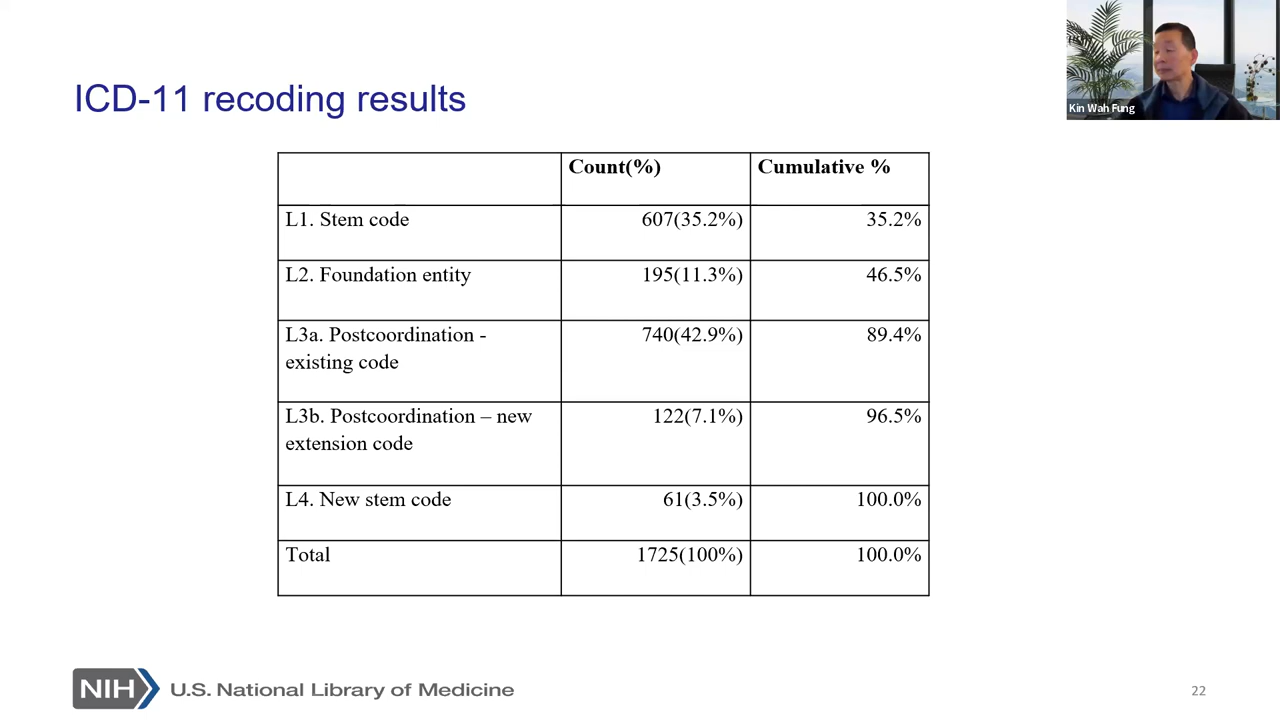 Kin Wah Fung
ICD-11 recoding results
Count(%) Cumulative %
L1. Stem code 607(35.2%) 35.2%
L2. Foundation entity 195(11.3%) 46.5%
L3a. Postcoordination - 740(42.9%) 89.4%
existing code
L3b. Postcoordination – new 122(7.1%) 96.5%
extension code
L4. New stem code 61(3.5%) 100.0%
Total 1725(100%) 100.0%
NIH U.S. National Library of Medicine
22